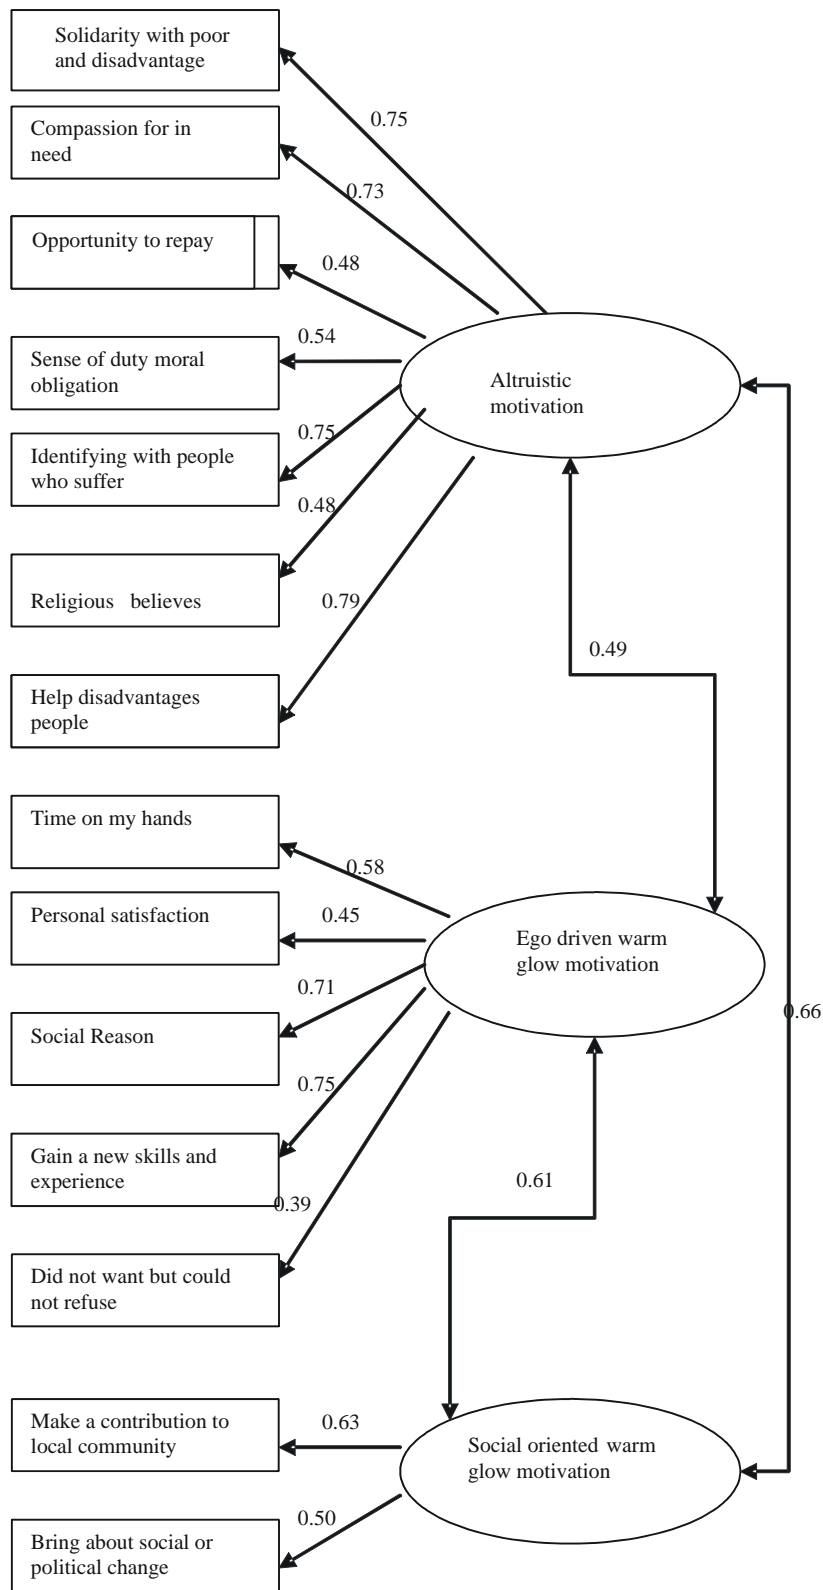 Solidarity with poor
and disadvantage
0.75
Compassion for in
need
0.73
Opportunity to repay
0.48
Sense of duty moral
obligation
0.54
Altruistic
motivation
Identifying with people
who suffer
0.75
0.48
Religious believes
0.79
0.49
Help disadvantages
people
Time on my hands
0.58
Personal satisfaction
0.45
Ego driven warm
glow motivation
0.71
Social Reason
0.66
0.75
Gain a new skills and
experience
0.61
0.39
Did not want but could
not refuse
Make a contribution to
local community
0.63
Social oriented warm
glow motivation
0.50
Bring about social or
political change